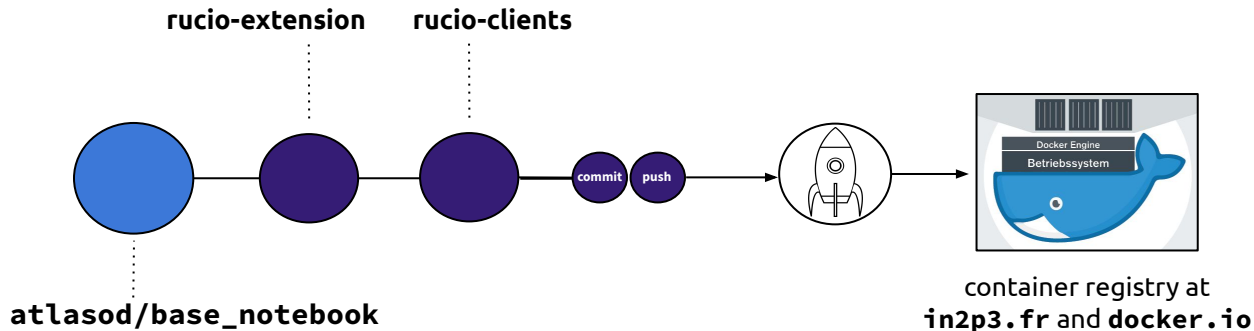 rucio-extension
rucio-clients
commit
push
Docker Engine
Betriebssystem
atlasod/base_notebook
container registry at
in2p3.fr and docker.io